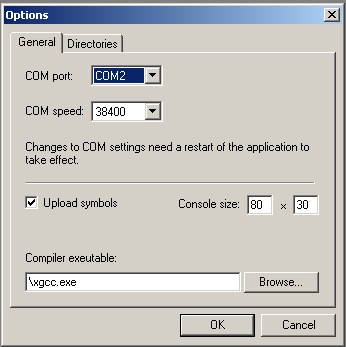 Options
General Directories
COM port: COM2
COM speed: 38400
Changes to COM settings need a restart of the application to
take effect.
Upload symbols Console size: 80 x 30
Compiler exeutable:
\xgcc.exe Browse...
OK Cancel